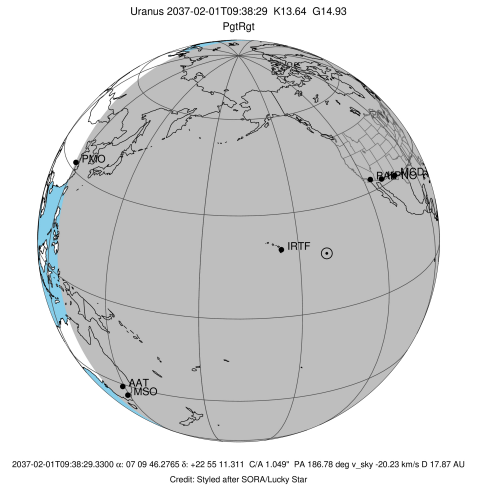 Uranus 2037-02-01T09:38:29 K13.64 G14.93
PgtRgt
PMO
MGD
IRTF
AAT
MSO
2037-02-01T09:38:29.3300 α: 07 09 46.2765 δ: +22 55 11.311 C/A 1.049" PA 186.78 deg v_sky -20.23 km/s D 17.87 AU
Credit: Styled after SORA/Lucky Star